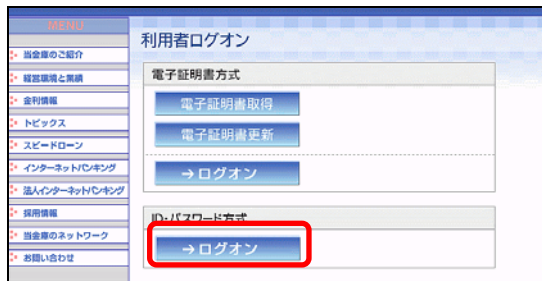 MENU
当金庫のご紹介
経営環境と業績
金利情報
トピックス
スピードローン
インターネットバンキング
法人インターネットバンキング
採用情報
当金庫のネットワーク
お問い合わせ
利用者ログオン
電子証明書方式
電子証明書取得
電子証明書更新
→ログオン
ID・パスワード方式
→ログオン